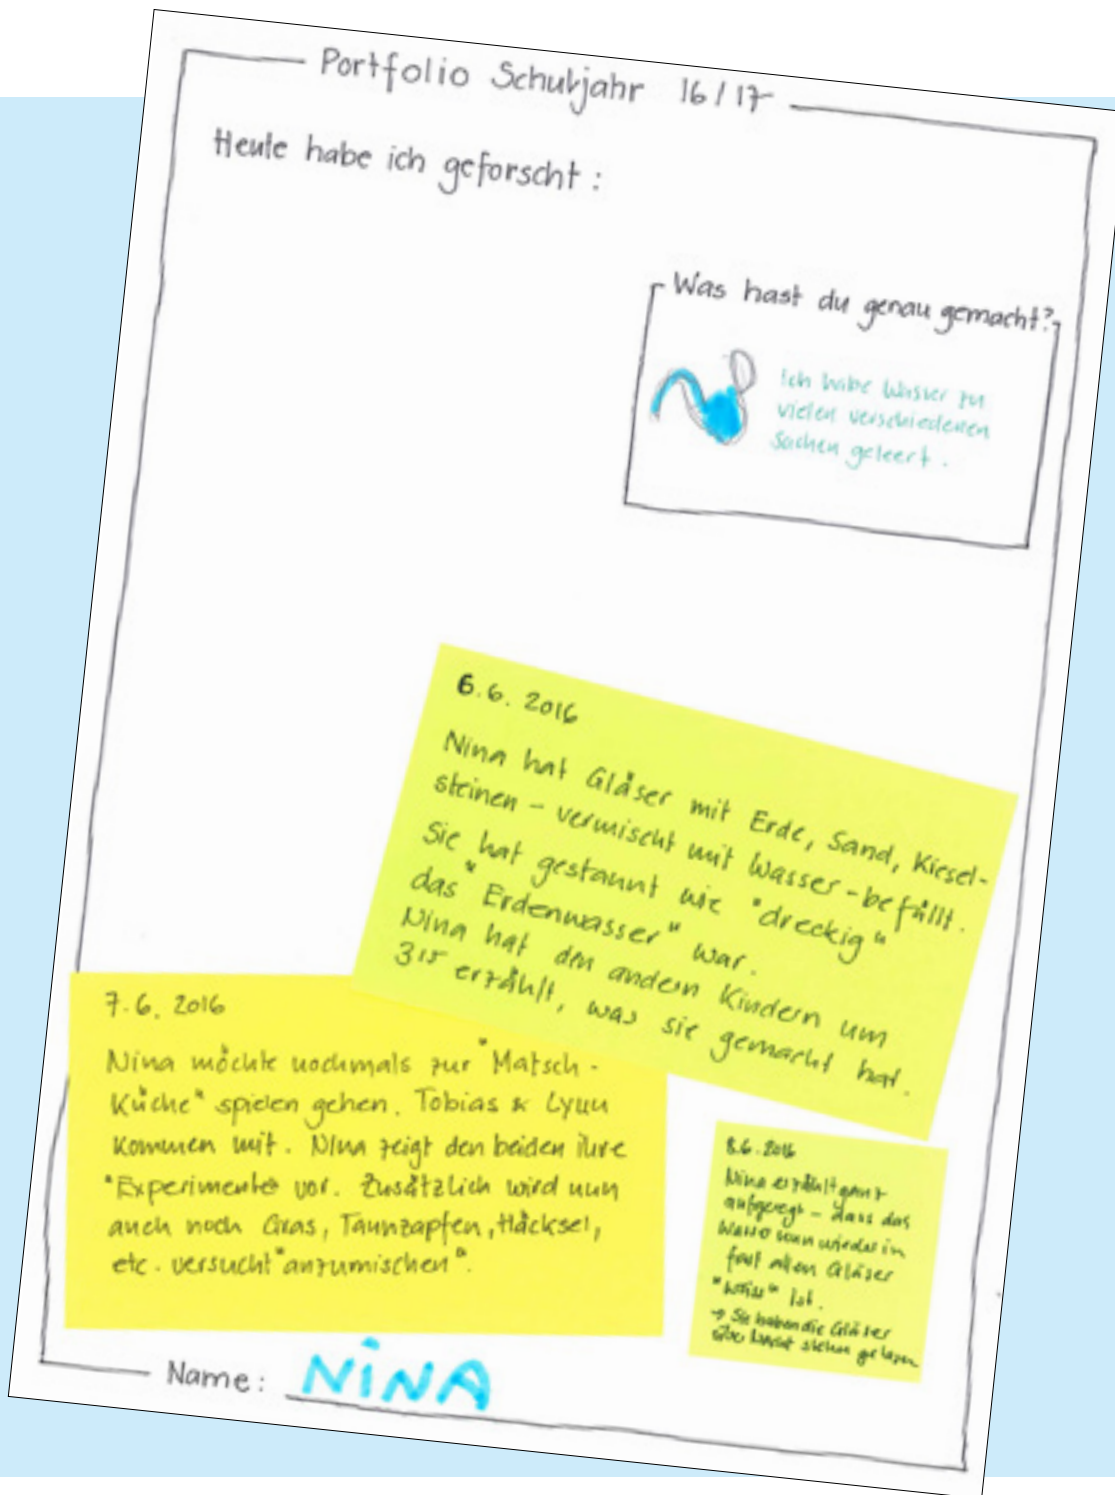 Portfolio Schuljahr 16/17
Heute habe ich geforscht:
Was hast du genau gemacht?
Ich habe Wasser zu
vielen verschiedenen
Sachen geleert.
6.6. 2016
Nina hat Gläser mit Erde, Sand, Kiesel-
steinen - vermischt mit Wasser - befüllt.
Sie hat gestaunt wie "dreckig"
das "Erdenwasser" war.
Nina hat den andern Kindern um
3 15 erzählt, was sie gemacht hat.
7.6. 2016
Nina möchte nochmals zur "Matsch-
Küche" spielen gehen. Tobias & Lynn
kommen mit. Nina zeigt den beiden ihre
"Experimente vor. Zusätzlich wird nun
auch noch Gras, Tannzapfen, Häcksel,
etc. versucht "anzumischen".
8.6. 2016
Nina erzählt ganz
aufgeregt - dass das
wieder in
fast allen Gläser
"weiss" ist.
→ Sie haben die Gläser
über Nacht stehen gelassen
Name: NINA